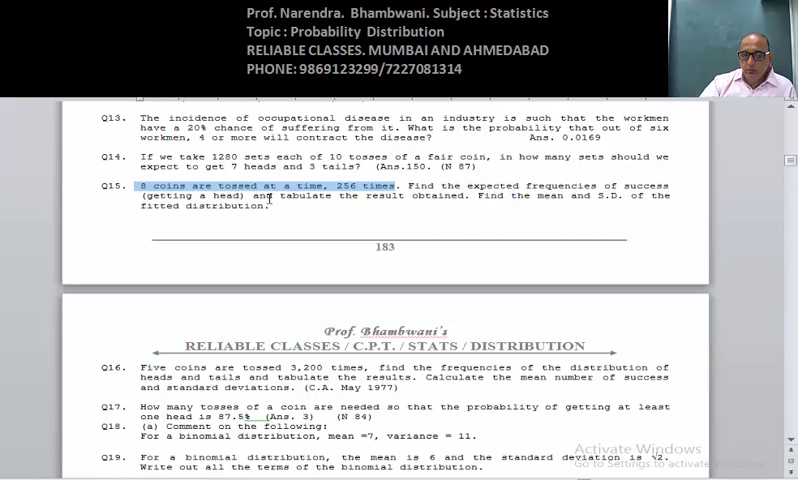 Prof. Narendra. Bhambwani. Subject : Statistics
Topic : Probability Distribution
RELIABLE CLASSES. MUMBAI AND AHMEDABAD
PHONE: 9869123299/7227081314
Q13. The incidence of occupational disease in an industry is such that the workmen
have a 20% chance of suffering from it. What is the probability that out of six
workmen, 4 or more will contract the disease? Ans. 0.0169
Q14. If we take 1280 sets each of 10 tosses of a fair coin, in how many sets should we
expect to get 7 heads and 3 tails? (Ans.150. (N 87)
Q15. 8 coins are tossed at a time, 256 times. Find the expected frequencies of success
(getting a head) and tabulate the result obtained. Find the mean and S.D. of the
fitted distribution.
183
Prof. Bhambwani's
RELIABLE CLASSES / C.P.T. / STATS / DISTRIBUTION
Q16. Five coins are tossed 3,200 times, find the frequencies of the distribution of
heads and tails and tabulate the results. Calculate the mean number of success
and standard deviations. (C.A. May 1977)
Q17. How many tosses of a coin are needed so that the probability of getting at least
one head is 87.5% (Ans. 3) (N 84)
Q18. (a) Comment on the following:
For a binomial distribution, mean =7, variance = 11.
Q19. For a binomial distribution, the mean is 6 and the standard deviation is √2.
Write out all the terms of the binomial distribution.
Activate Windows
Go to Settings to activate Windows.